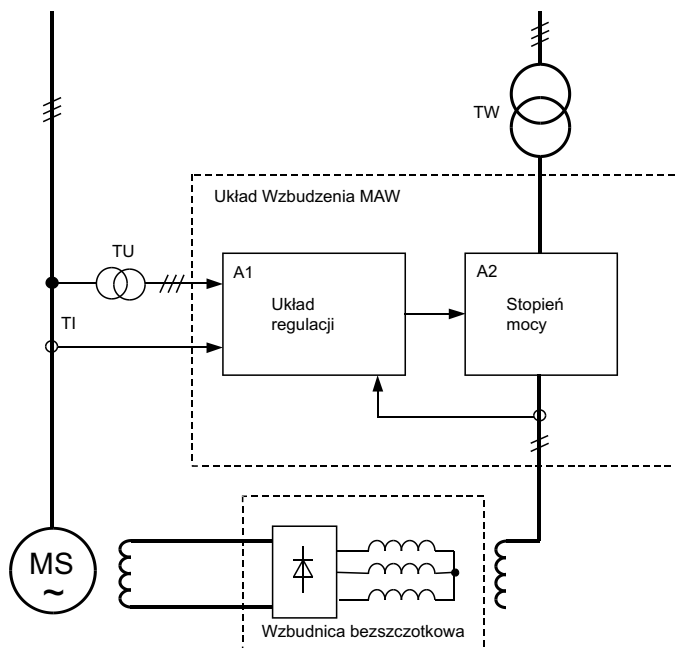 TW
Układ Wzbudzenia MAW
TU
A1
A2
Układ
regulacji
Stopień
mocy
TI
MS
~
Wzbudnica bezszczotkowa